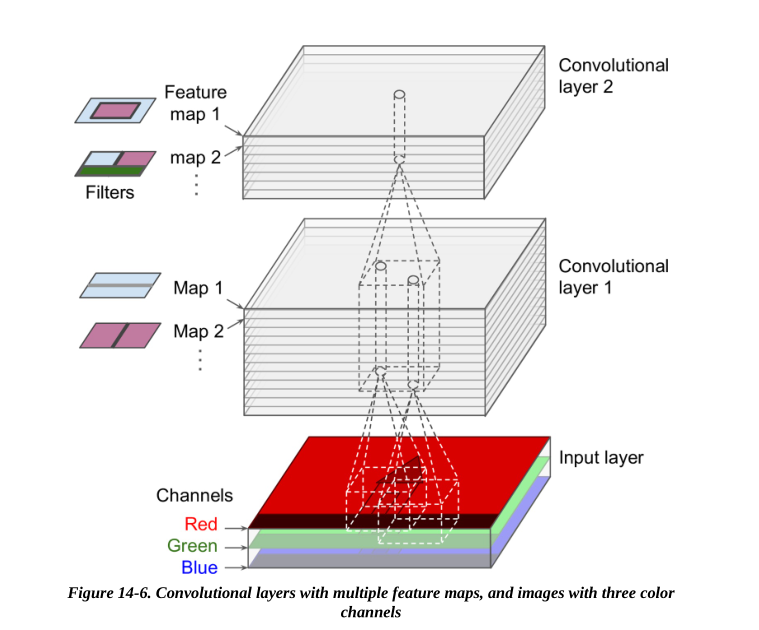 Convolutional
layer 2
Feature
map 1
map 2
Filters
Convolutional
layer 1
Map 1
Map 2
Input layer
Channels
Red
Green
Blue
Figure 14-6. Convolutional layers with multiple feature maps, and images with three color
channels